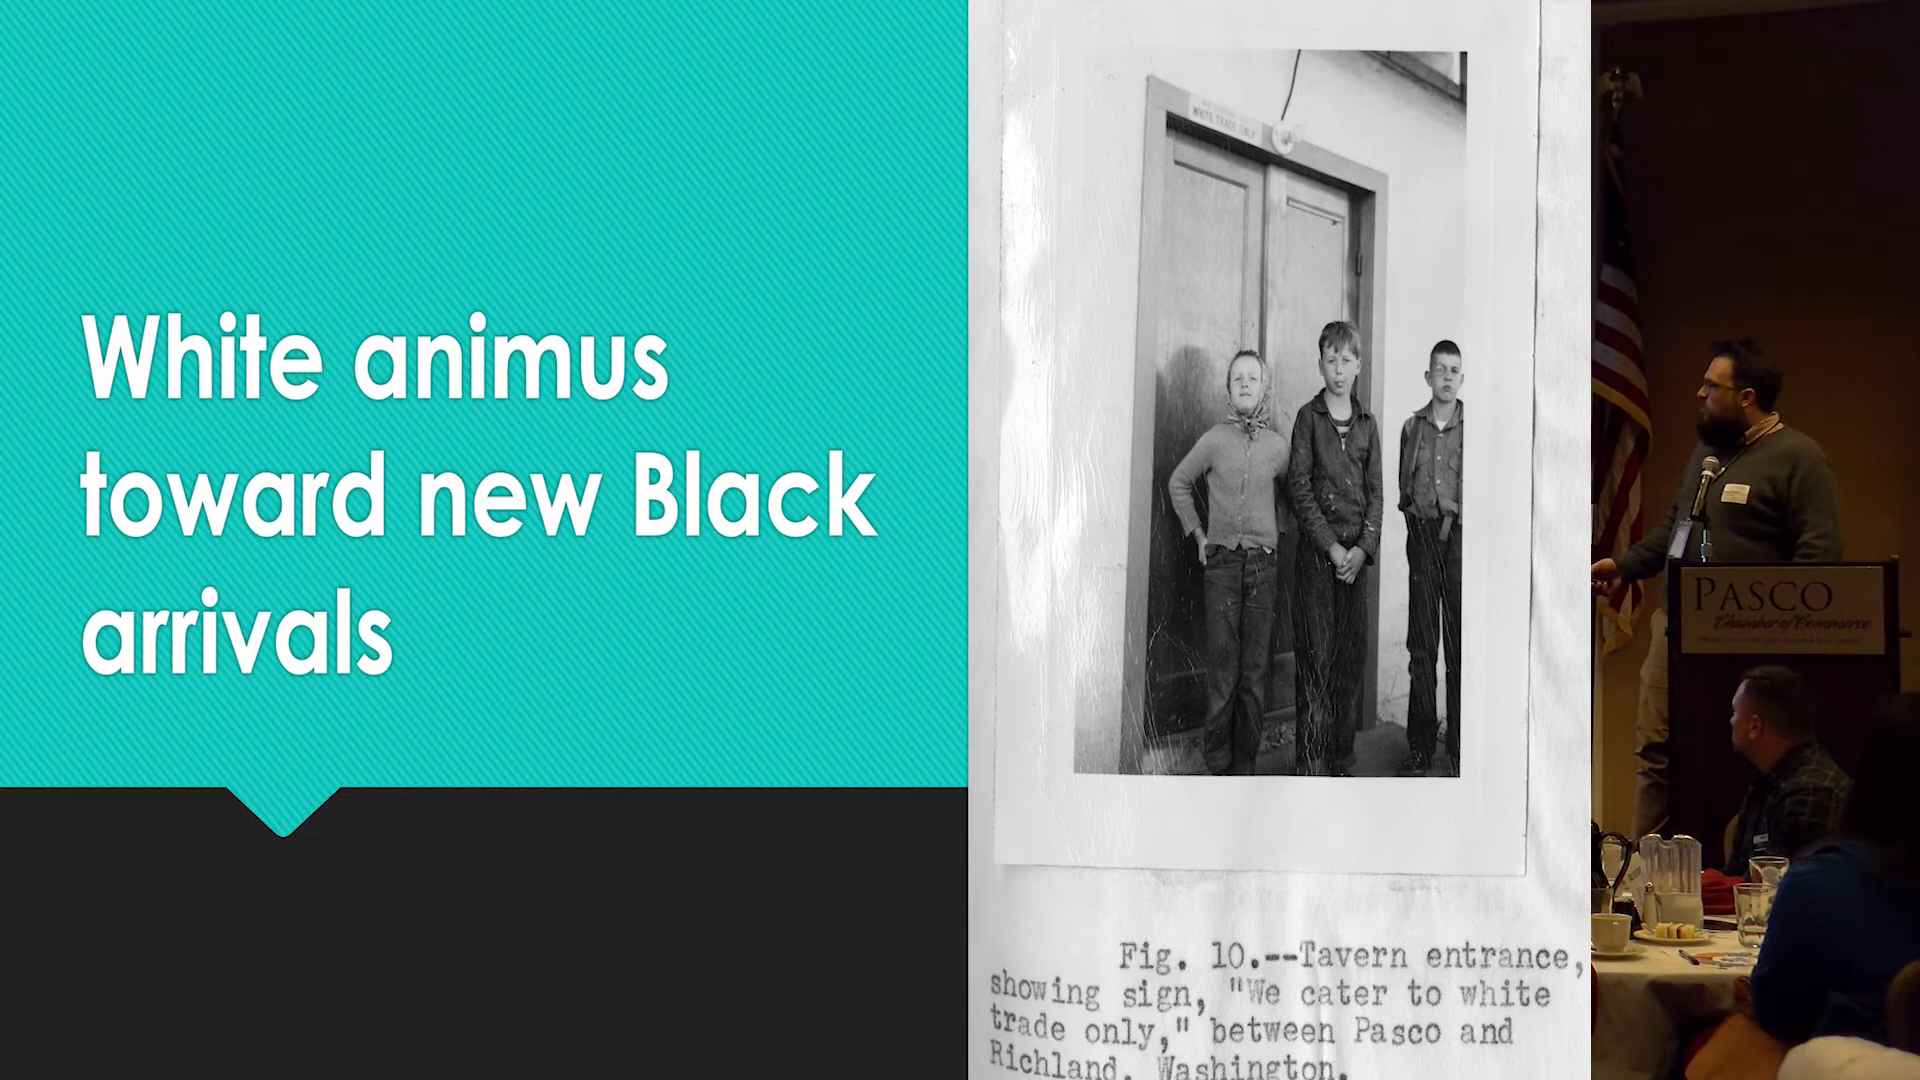 White animus
toward new Black
arrivals
WHITE TRADE ONLY
Fig. 10.--Tavern entrance,
showing sign, "We cater to white
trade only," between Pasco and
Richland, Washington.
PASCO
Chamber of Commerce